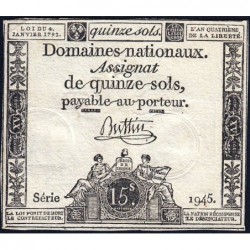 LOI DU 4.
JANVIER 1792.
quinze sols.
L'AN QUATRIÈME
DE LA LIBERTÉ.
Domaines nationaux.
Assignat
de quinze sols,
payable au porteur.
Buttin
15s
Série 1945.
LA LOI PUNIT DE MORT
LE CONTREFACTEUR.
LA NATION RÉCOMPENSE
LE DÉNONCIATEUR.